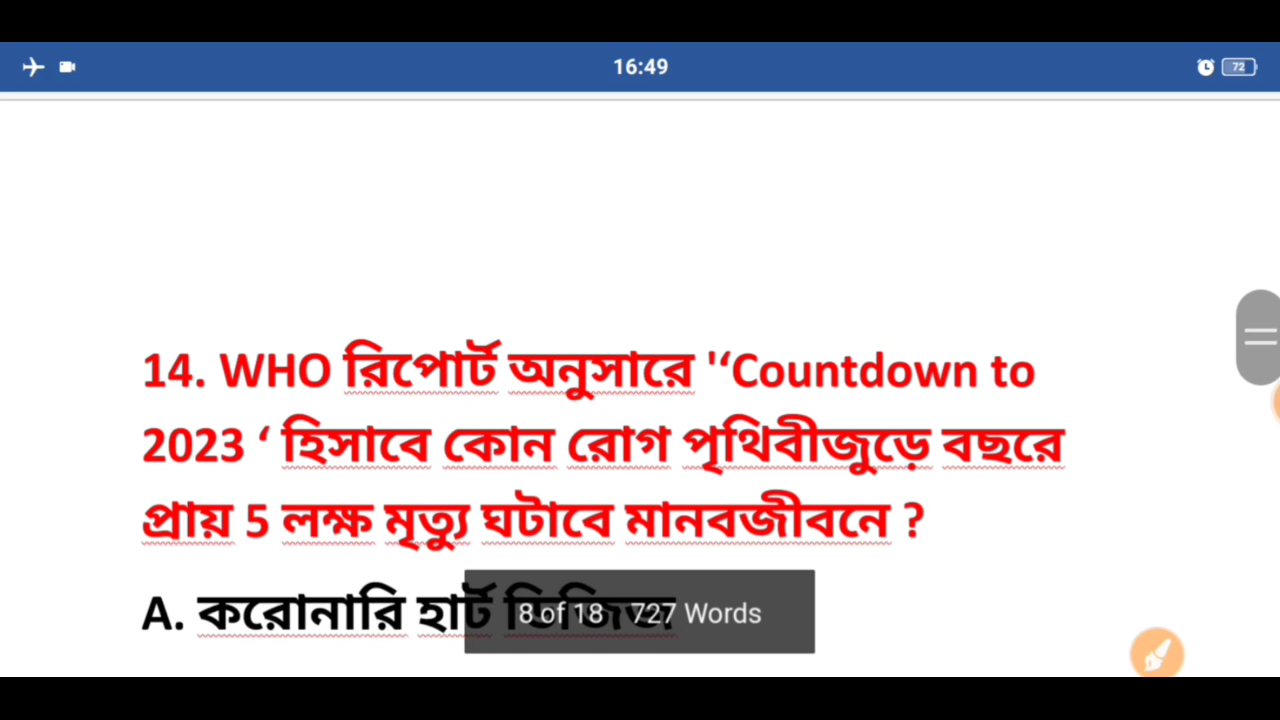 16:49
72
14. WHO রিপোর্ট অনুসারে '‘Countdown to
2023 ‘ হিসাবে কোন রোগ পৃথিবীজুড়ে বছরে
প্রায় 5 লক্ষ মৃত্যু ঘটাবে মানবজীবনে ?
A. করোনারি হার্ট ডিজিজ
8 of 18 727 Words